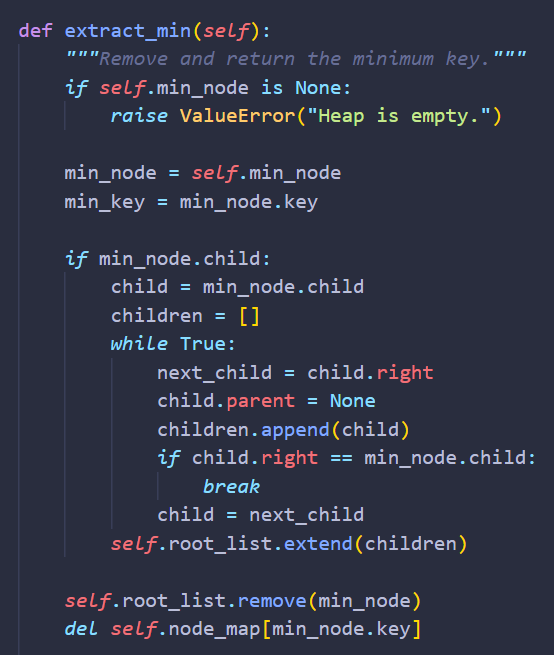 def extract_min(self):
    """Remove and return the minimum key."""
    if self.min_node is None:
        raise ValueError("Heap is empty.")

    min_node = self.min_node
    min_key = min_node.key

    if min_node.child:
        child = min_node.child
        children = []
        while True:
            next_child = child.right
            child.parent = None
            children.append(child)
            if child.right == min_node.child:
                break
            child = next_child
        self.root_list.extend(children)

    self.root_list.remove(min_node)
    del self.node_map[min_node.key]